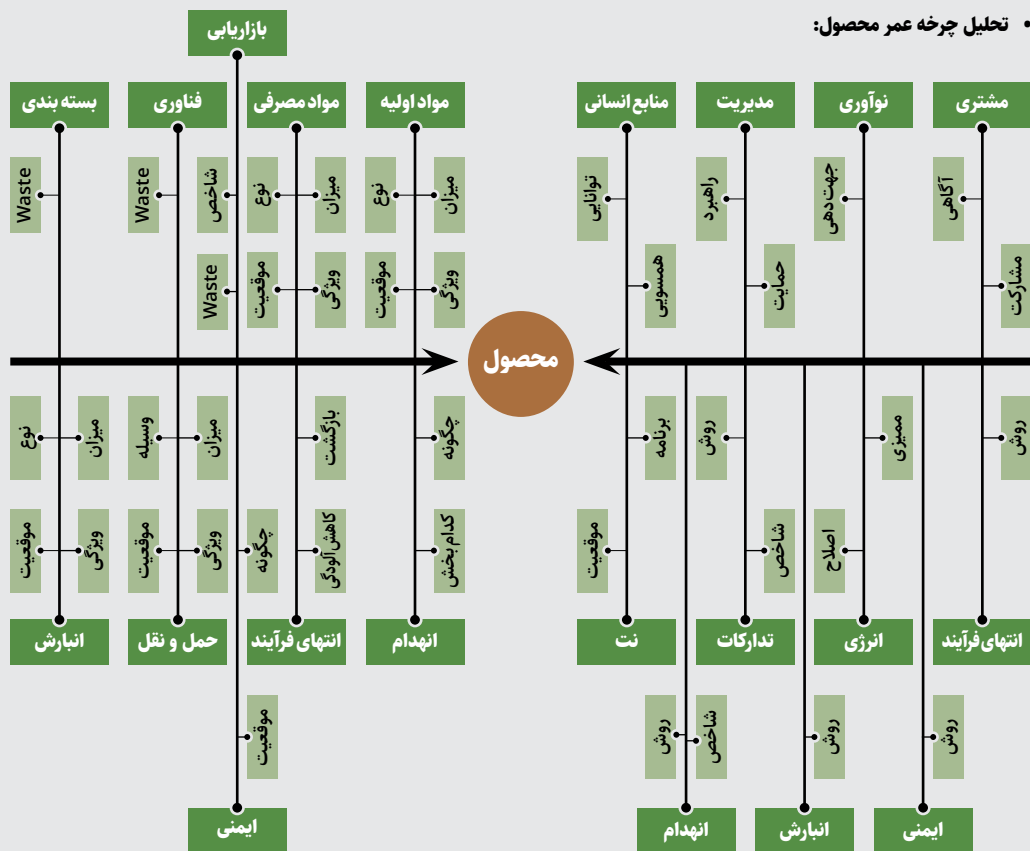 • تحلیل چرخه عمر محصول:
بازاریابی
مشتری
نوآوری
مدیریت
منابع انسانی
مواد اولیه
مواد مصرفی
فناوری
بسته بندی
آگاهی
جهت دهی
راهبرد
توانایی
میزان
نوع
میزان
نوع
شاخص
Waste
Waste
مشارکت
حمایت
همسویی
ویژگی
موقعیت
ویژگی
موقعیت
Waste
محصول
روش
ممیزی
روش
برنامه
چگونه
بازگشت
میزان
وسیله
میزان
نوع
اصلاح
شاخص
موقعیت
کدام بخش
کاهش آلودگی
چگونه
ویژگی
موقعیت
ویژگی
موقعیت
انتهای فرآیند
انرژی
تدارکات
نت
انهدام
انتهای فرآیند
حمل و نقل
انبارش
روش
روش
شاخص
روش
موقعیت
ایمنی
انبارش
انهدام
ایمنی